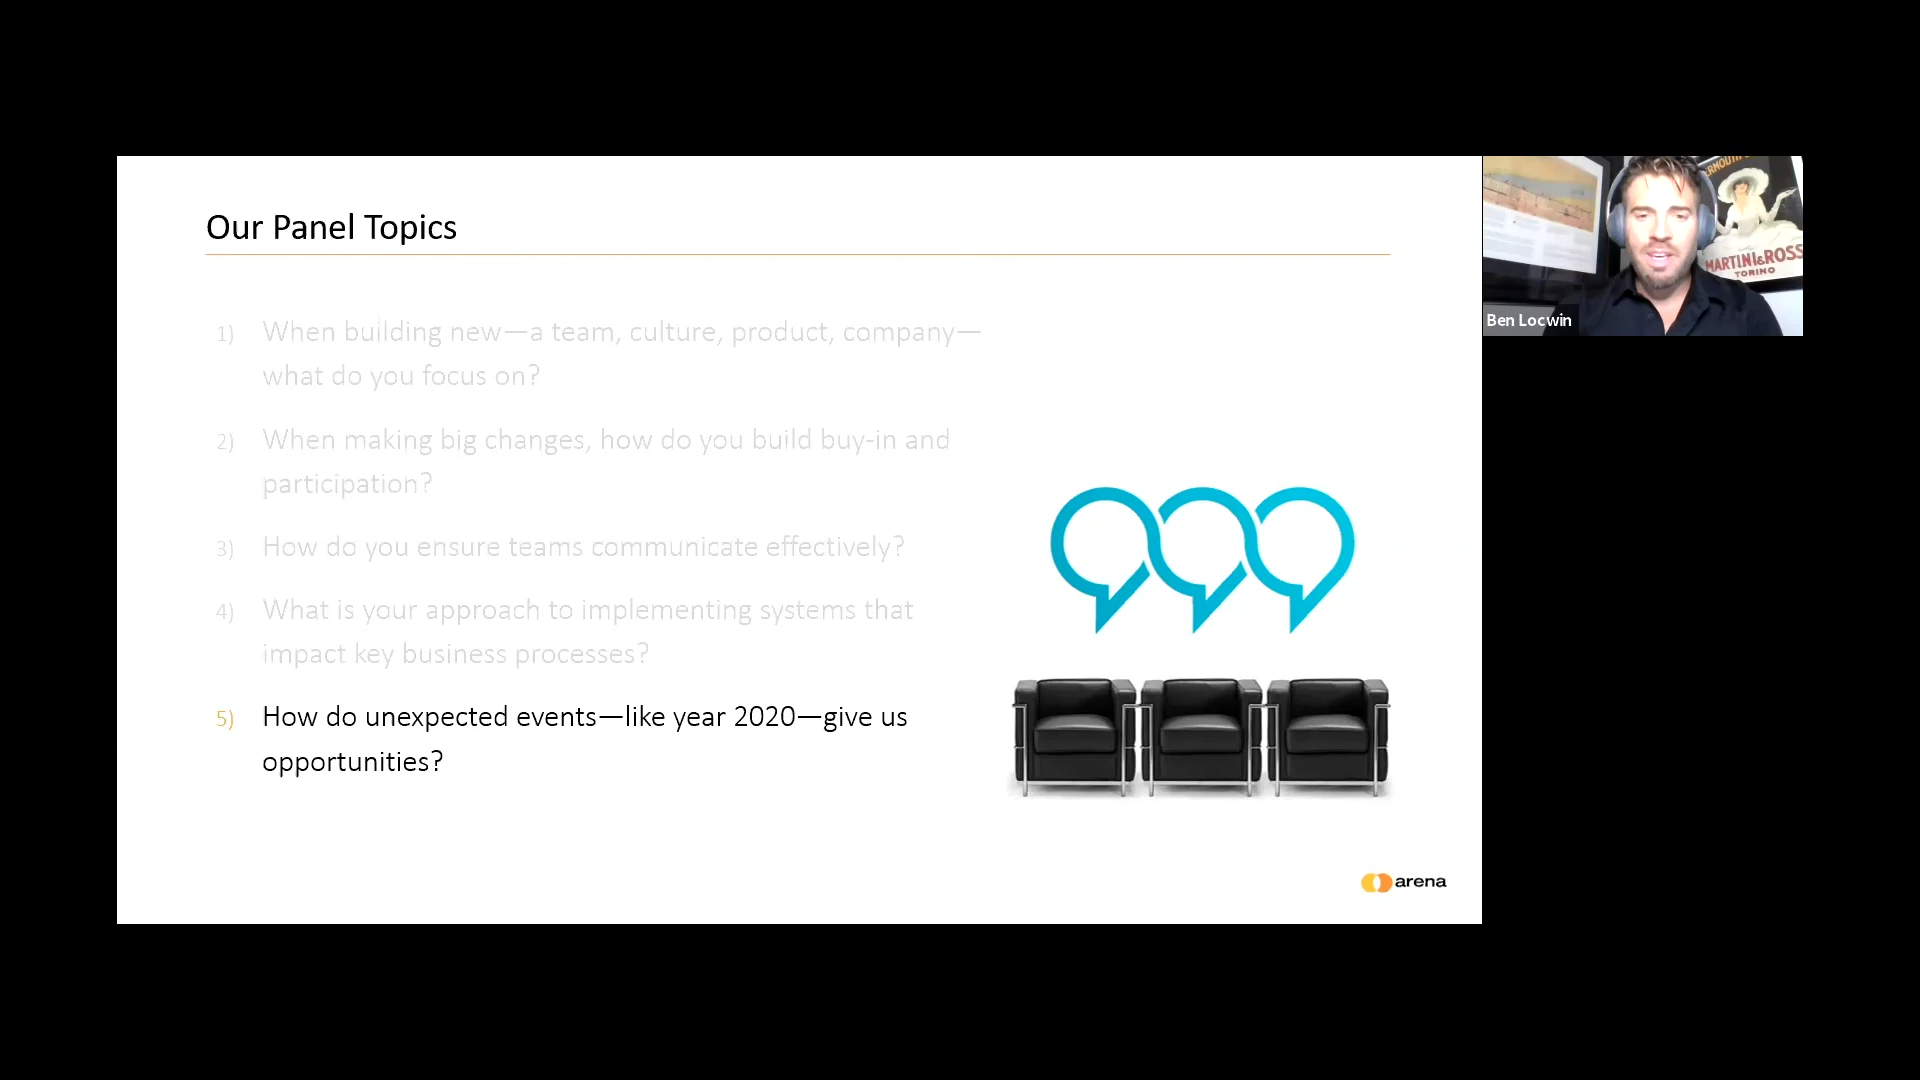 Our Panel Topics
1) When building new—a team, culture, product, company—
what do you focus on?
2) When making big changes, how do you build buy-in and
participation?
3) How do you ensure teams communicate effectively?
4) What is your approach to implementing systems that
impact key business processes?
5) How do unexpected events—like year 2020—give us
opportunities?
arena
MARTINI & ROSS
TORINO
Ben Locwin